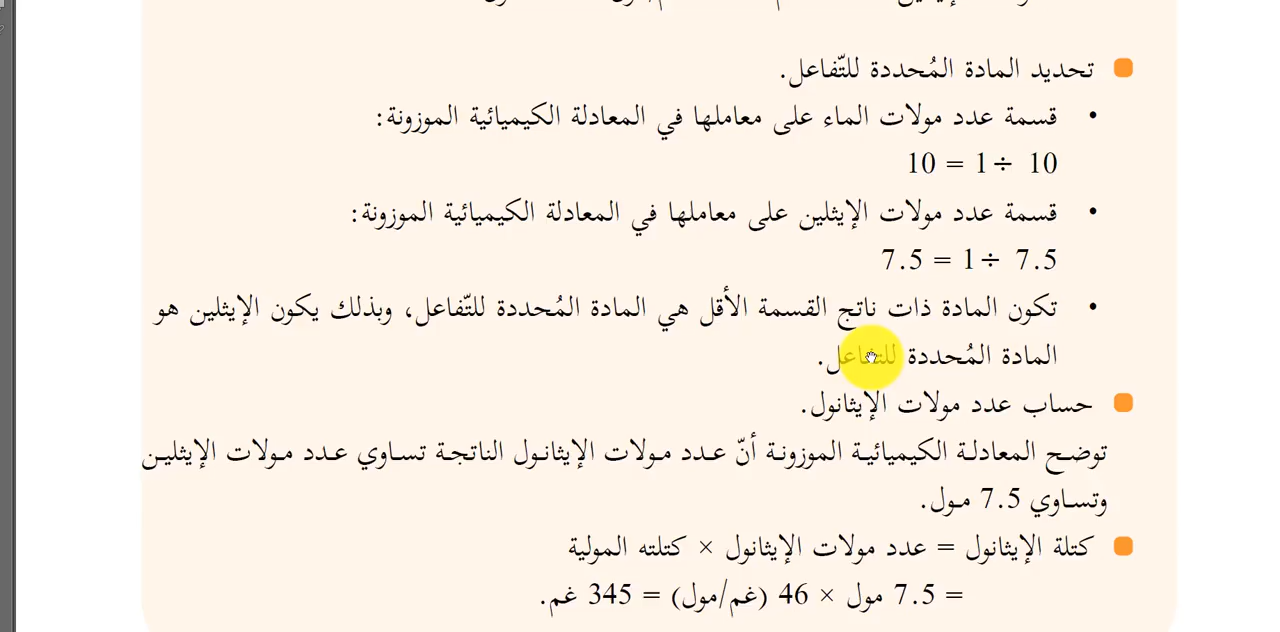 تحديد المادة المُحددة للتّفاعل.
• قسمة عدد مولات الماء على معاملها في المعادلة الكيميائية الموزونة:
10 ÷ 1 = 10
• قسمة عدد مولات الإيثلين على معاملها في المعادلة الكيميائية الموزونة:
7.5 ÷ 1 = 7.5
• تكون المادة ذات ناتج القسمة الأقل هي المادة المُحددة للتّفاعل، وبذلك يكون الإيثلين هو
المادة المُحددة للتفاعل.
حساب عدد مولات الإيثانول.
توضح المعادلة الكيميائية الموزونة أنّ عدد مولات الإيثانول الناتجة تساوي عدد مولات الإيثلين
وتساوي 7.5 مول.
كتلة الإيثانول = عدد مولات الإيثانول × كتلته المولية
= 7.5 مول × 46 (غم/مول) = 345 غم.